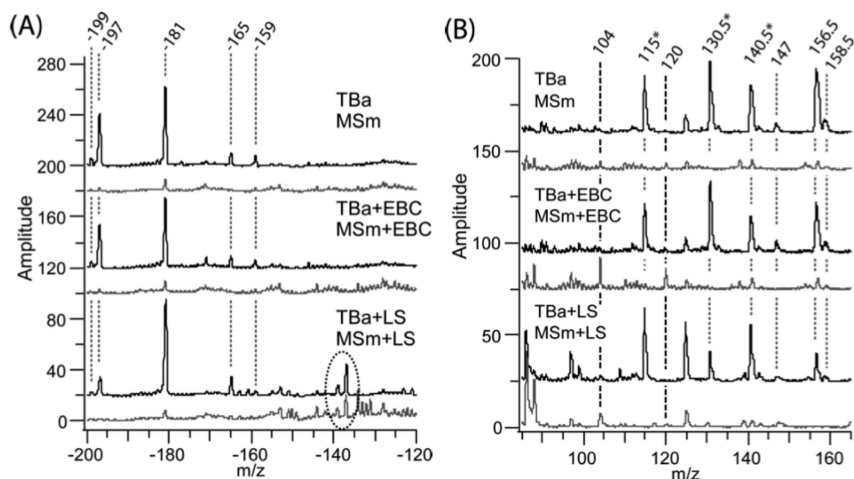 (A)
-199
-197
-181
-165
-159
280
240
200
160
120
80
40
0
Amplitude
TBa
MSm
TBa+EBC
MSm+EBC
TBa+LS
MSm+LS
-200
-180
-160
-140
-120
m/z
(B)
104
115*
120
130.5*
140.5*
147
156.5
158.5
200
150
100
50
0
Amplitude
TBa
MSm
TBa+EBC
MSm+EBC
TBa+LS
MSm+LS
100
120
140
160
m/z